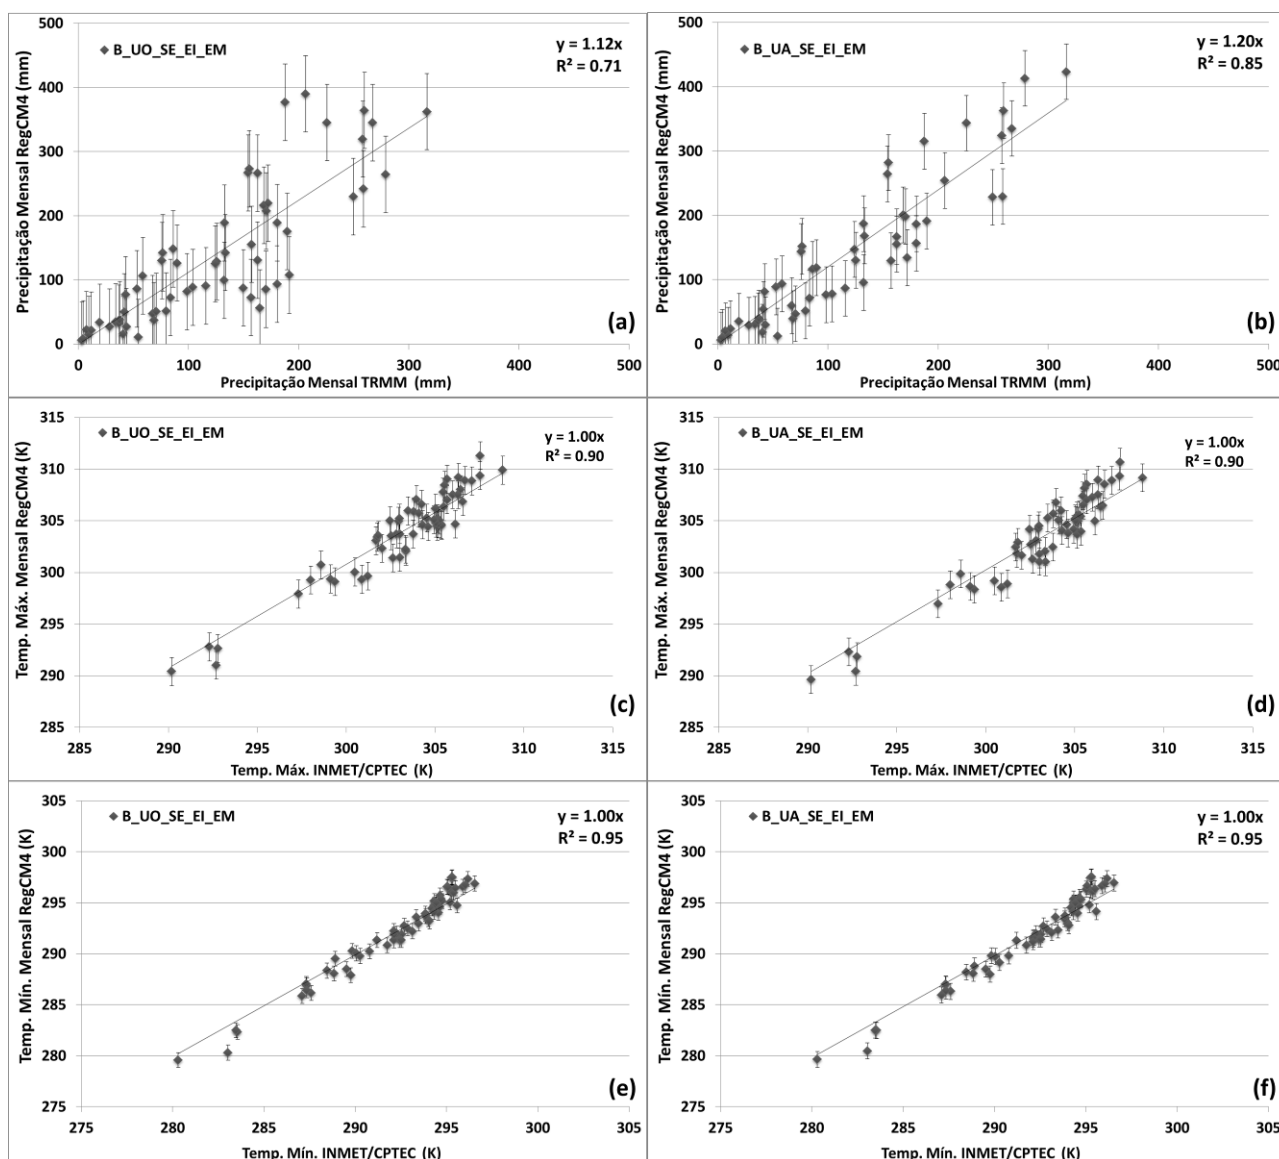 500
400
300
200
100
0
Precipitação Mensal RegCM4 (mm)
B_UO_SE_EI_EM
y = 1.12x
R² = 0.71
(a)
0 100 200 300 400 500
Precipitação Mensal TRMM (mm)
500
400
300
200
100
0
Precipitação Mensal RegCM4 (mm)
B_UA_SE_EI_EM
y = 1.20x
R² = 0.85
(b)
0 100 200 300 400 500
Precipitação Mensal TRMM (mm)
315
310
305
300
295
290
285
Temp. Máx. Mensal RegCM4 (K)
B_UO_SE_EI_EM
y = 1.00x
R² = 0.90
(c)
285 290 295 300 305 310 315
Temp. Máx. INMET/CPTEC (K)
315
310
305
300
295
290
285
Temp. Máx. Mensal RegCM4 (K)
B_UA_SE_EI_EM
y = 1.00x
R² = 0.90
(d)
285 290 295 300 305 310 315
Temp. Máx. INMET/CPTEC (K)
305
300
295
290
285
280
275
Temp. Mín. Mensal RegCM4 (K)
B_UO_SE_EI_EM
y = 1.00x
R² = 0.95
(e)
275 280 285 290 295 300 305
Temp. Mín. INMET/CPTEC (K)
305
300
295
290
285
280
275
Temp. Mín. Mensal RegCM4 (K)
B_UA_SE_EI_EM
y = 1.00x
R² = 0.95
(f)
275 280 285 290 295 300 305
Temp. Mín. INMET/CPTEC (K)